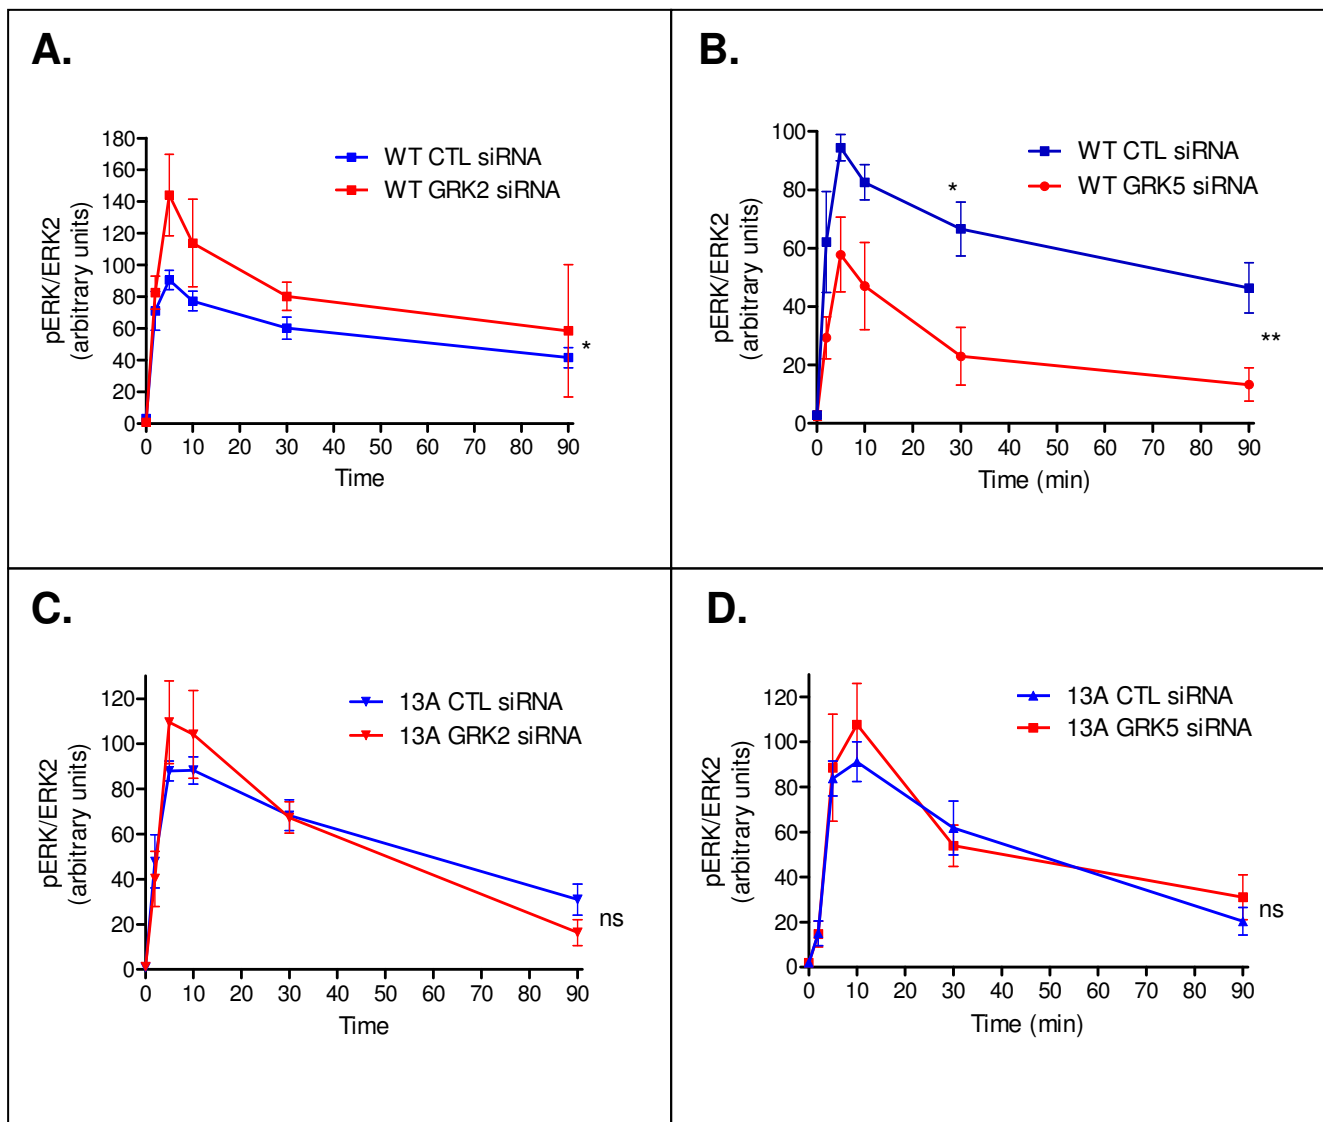 A.
180
160
140
120
100
80
60
40
20
0
pERK/ERK2
(arbitrary units)
WT CTL siRNA
WT GRK2 siRNA
*
0 10 20 30 40 50 60 70 80 90
Time
B.
100
80
60
40
20
0
pERK/ERK2
(arbitrary units)
WT CTL siRNA
WT GRK5 siRNA
*
**
0 10 20 30 40 50 60 70 80 90
Time (min)
C.
120
100
80
60
40
20
0
pERK/ERK2
(arbitrary units)
13A CTL siRNA
13A GRK2 siRNA
ns
0 10 20 30 40 50 60 70 80 90
Time
D.
120
100
80
60
40
20
0
pERK/ERK2
(arbitrary units)
13A CTL siRNA
13A GRK5 siRNA
ns
0 10 20 30 40 50 60 70 80 90
Time (min)